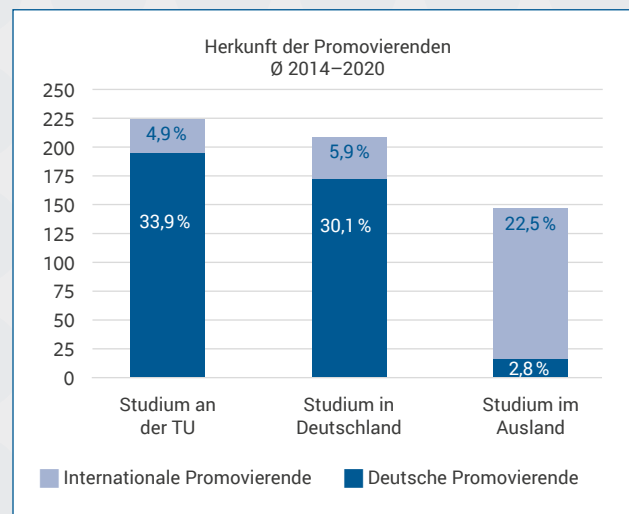 Herkunft der Promovierenden
Ø 2014–2020
250
225
200
175
150
125
100
75
50
25
0
4,9 %
33,9 %
5,9 %
30,1 %
22,5 %
2,8 %
Studium an
der TU
Studium in
Deutschland
Studium im
Ausland
Internationale Promovierende
Deutsche Promovierende